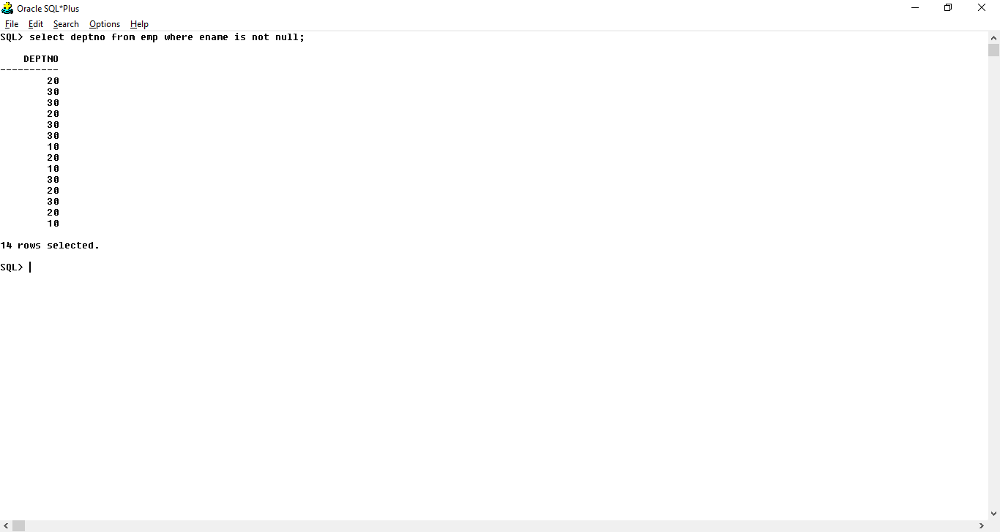 Oracle SQL*Plus
File Edit Search Options Help
SQL> select deptno from emp where ename is not null;
DEPTNO
----------
20
30
30
20
30
30
10
20
10
30
20
30
20
10
14 rows selected.
SQL>